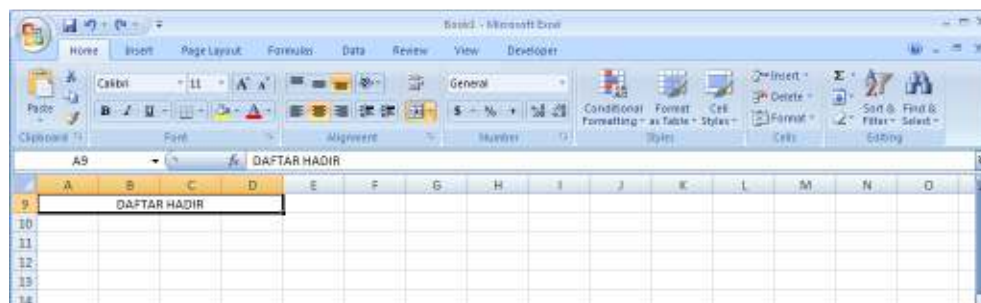 Book1 - Microsoft Excel
Home Insert Page Layout Formulas Data Review View Developer
Calibri 11 A A General Insert
Paste B I U A $ % , Conditional Format Cell Delete Sort & Find &
Formatting as Table Styles Format Filter Select
Clipboard Font Alignment Number Styles Cells Editing
A9 fx DAFTAR HADIR
A B C D E F G H I J K L M N O
9 DAFTAR HADIR
10
11
12
13
14